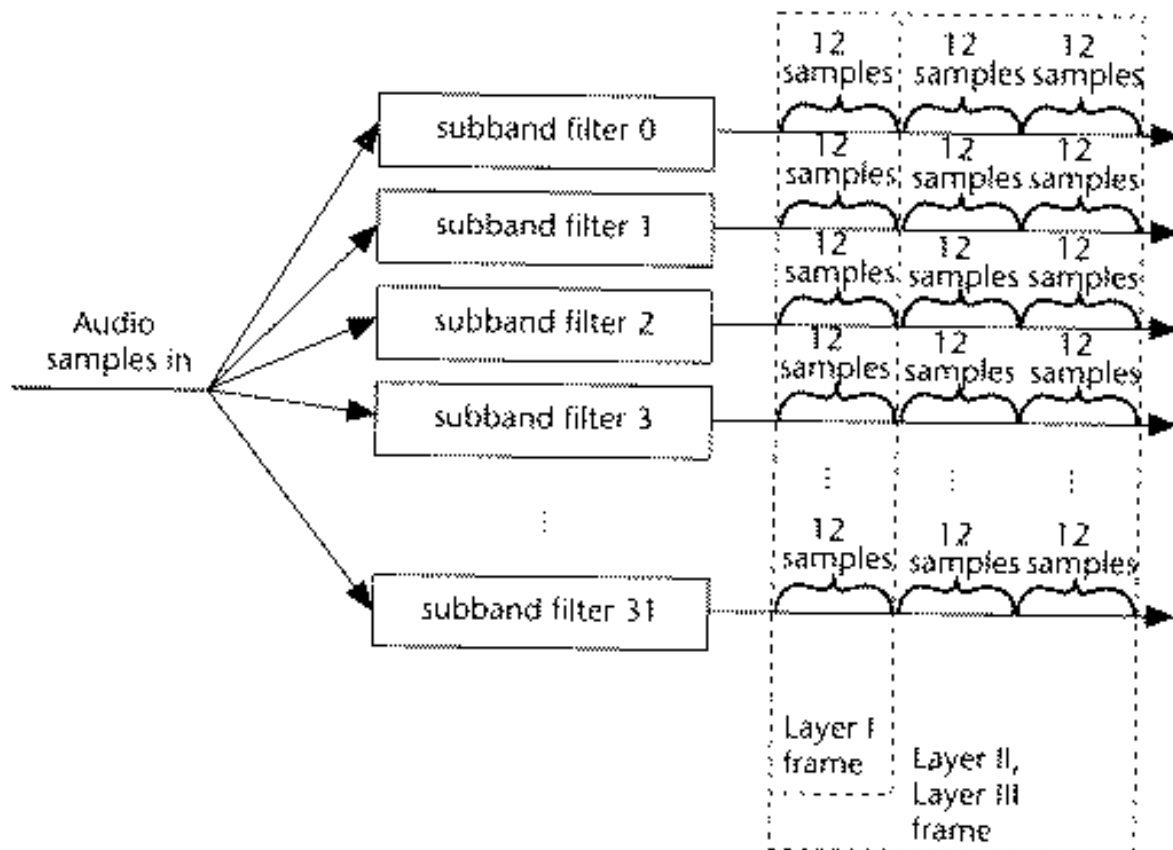 12 12 12
samples samples samples
subband filter 0
12 12 12
samples samples samples
subband filter 1
12 12 12
samples samples samples
subband filter 2
Audio
samples in
12 12 12
samples samples samples
subband filter 3
12 12 12
samples samples samples
subband filter 31
Layer I
frame
Layer II,
Layer III
frame